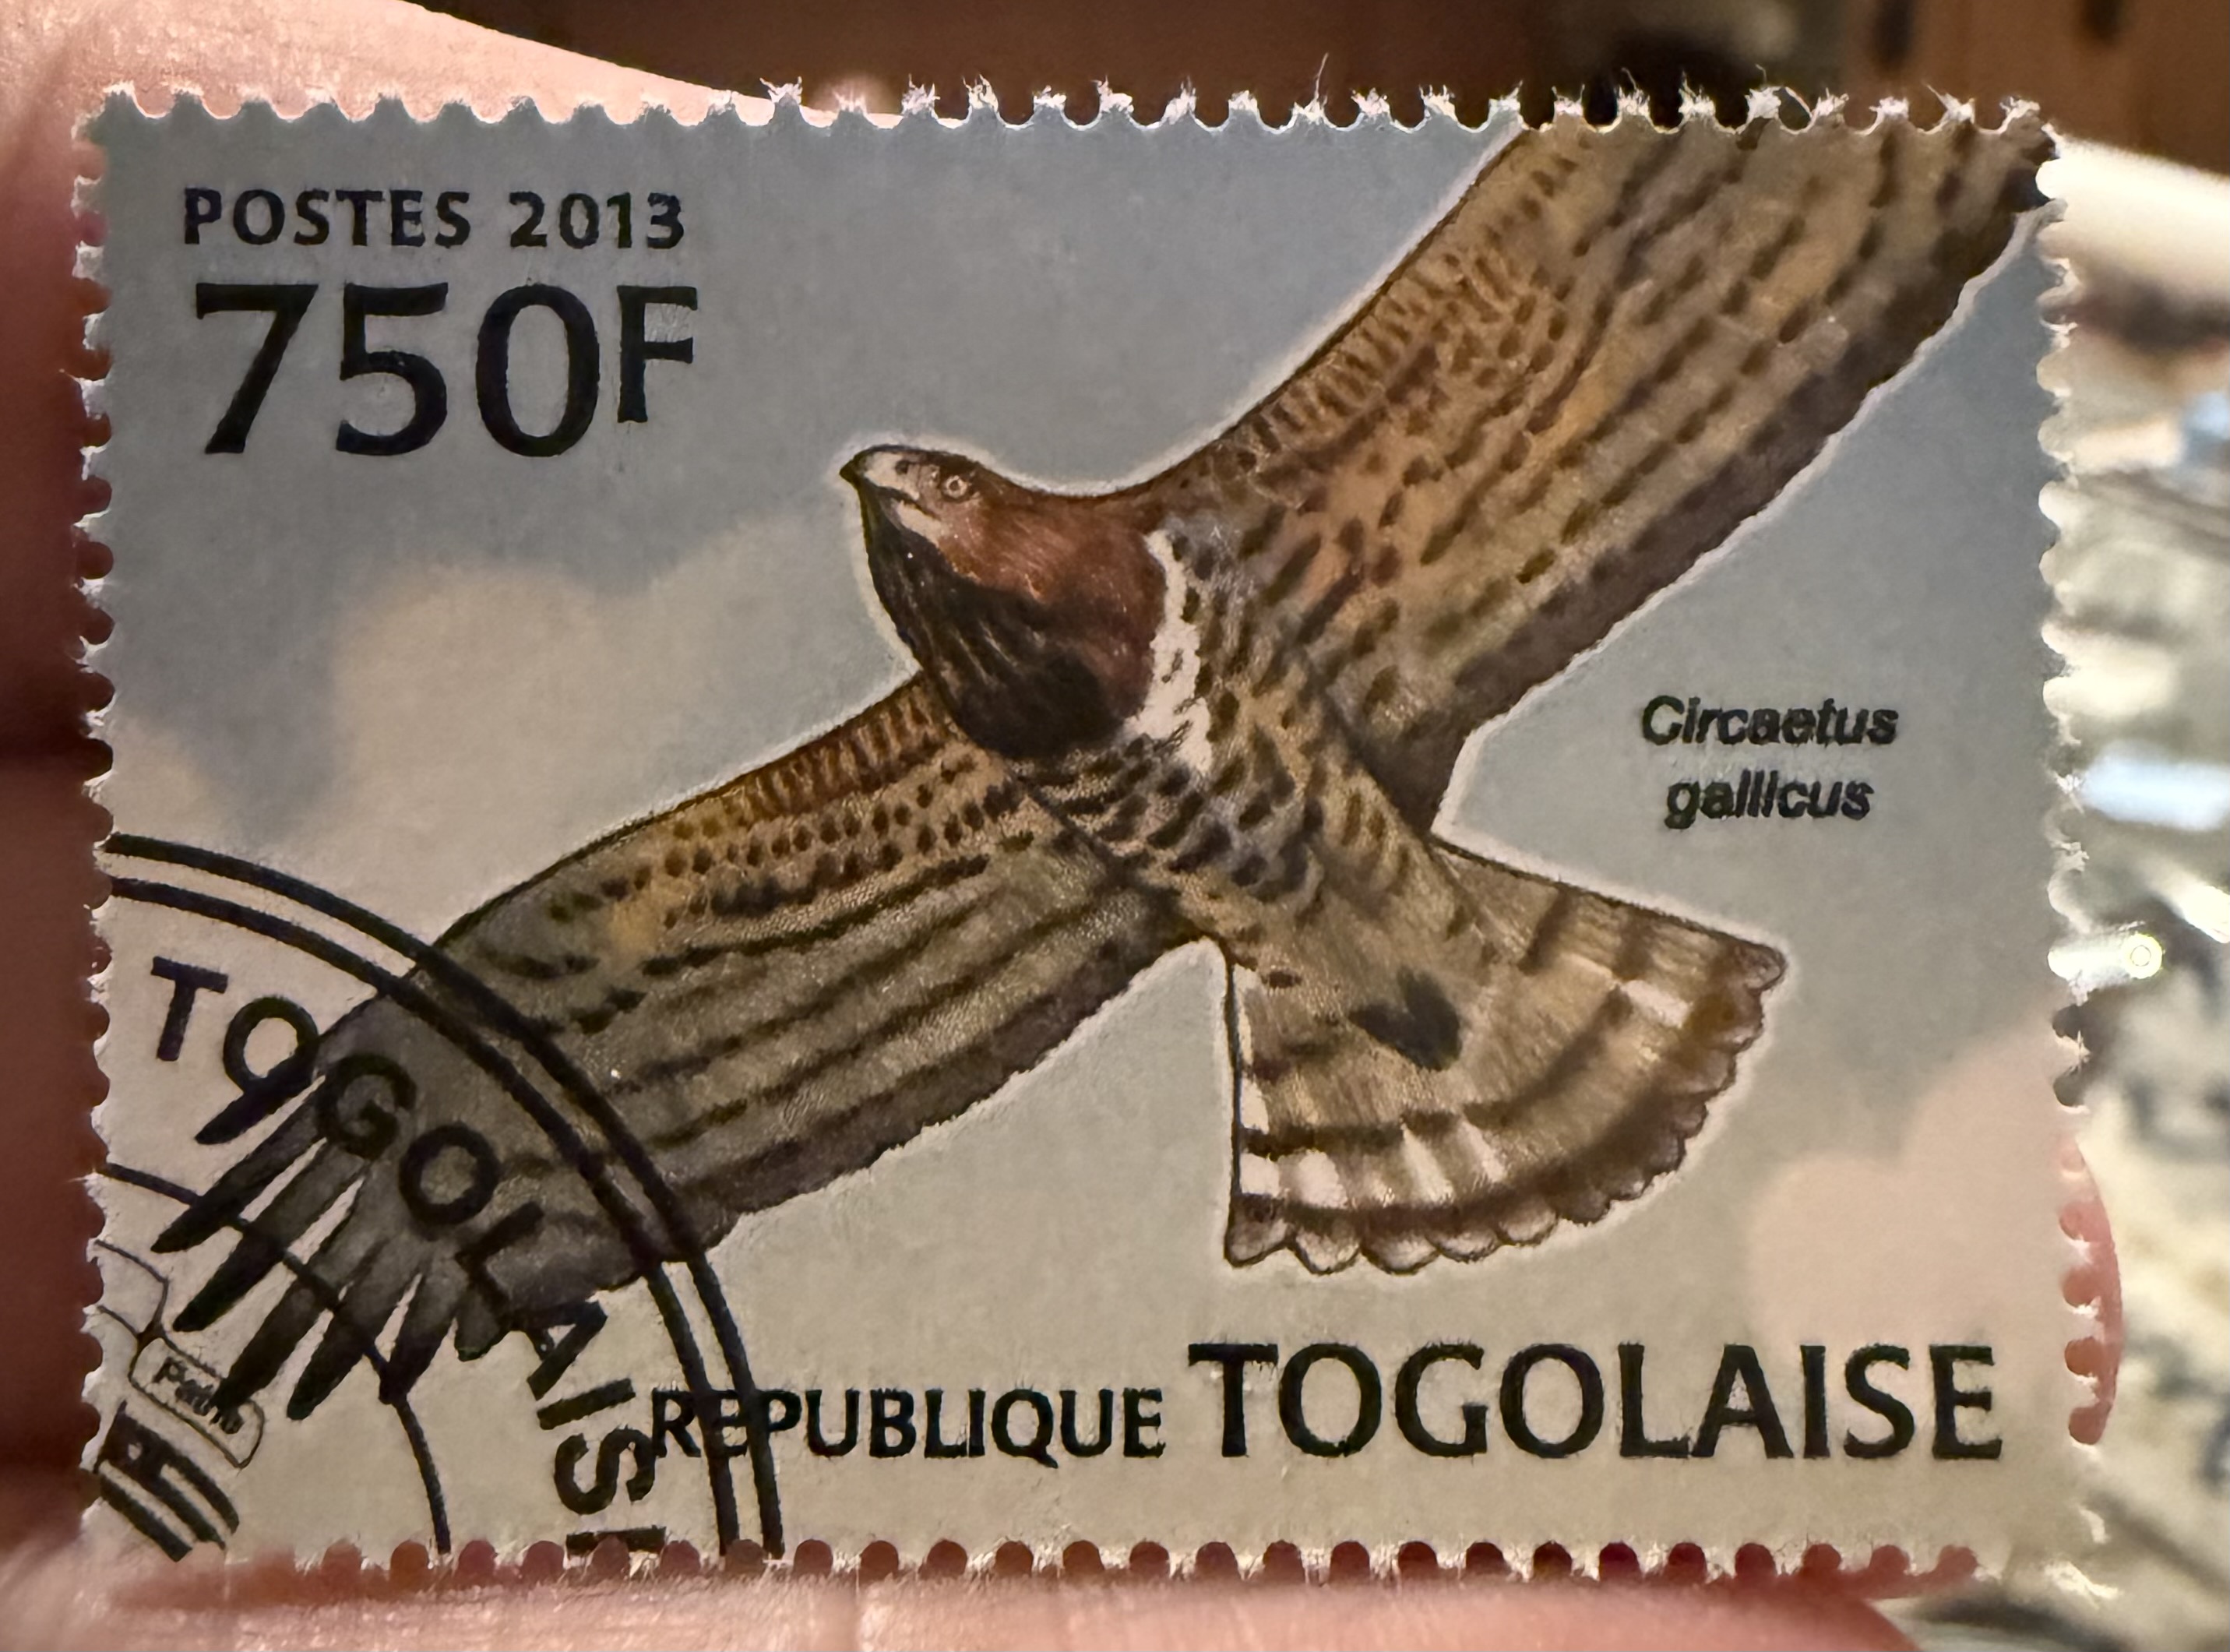 POSTES 2013
750F
Circaetus
gallicus
TOGOLAISE
REPUBLIQUE TOGOLAISE